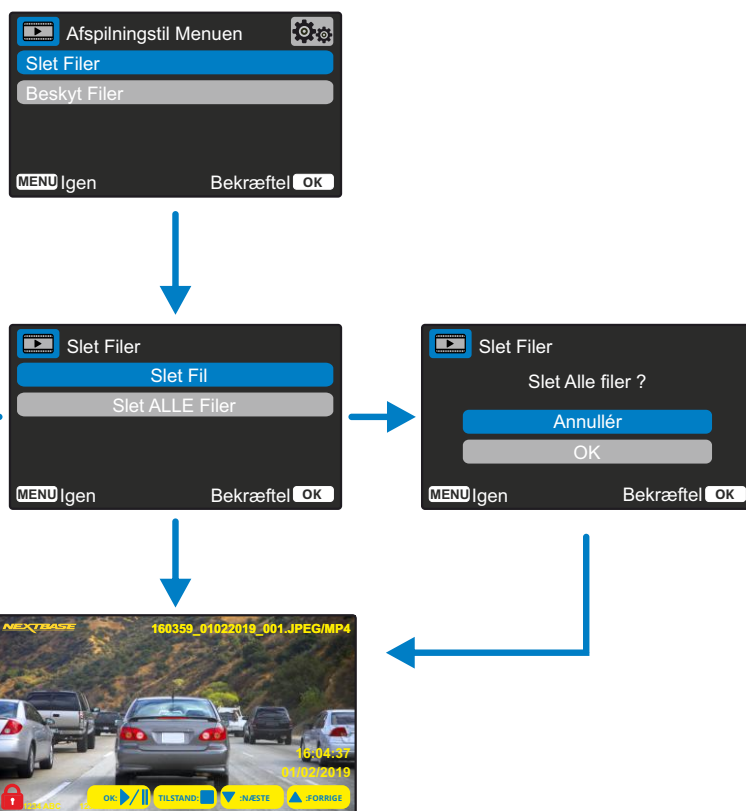 Afspilningstil Menuen
Slet Filer
Beskyt Filer
MENU Igen Bekræftel OK
Slet Filer
Slet Fil
Slet ALLE Filer
MENU Igen Bekræftel OK
Slet Filer
Slet Alle filer ?
Annullér
OK
MENU Igen Bekræftel OK
NEXTBASE 160359_01022019_001.JPEG/MP4
16:04:37
01/02/2019
OK: TILSTAND: :NÆSTE :FORRIGE